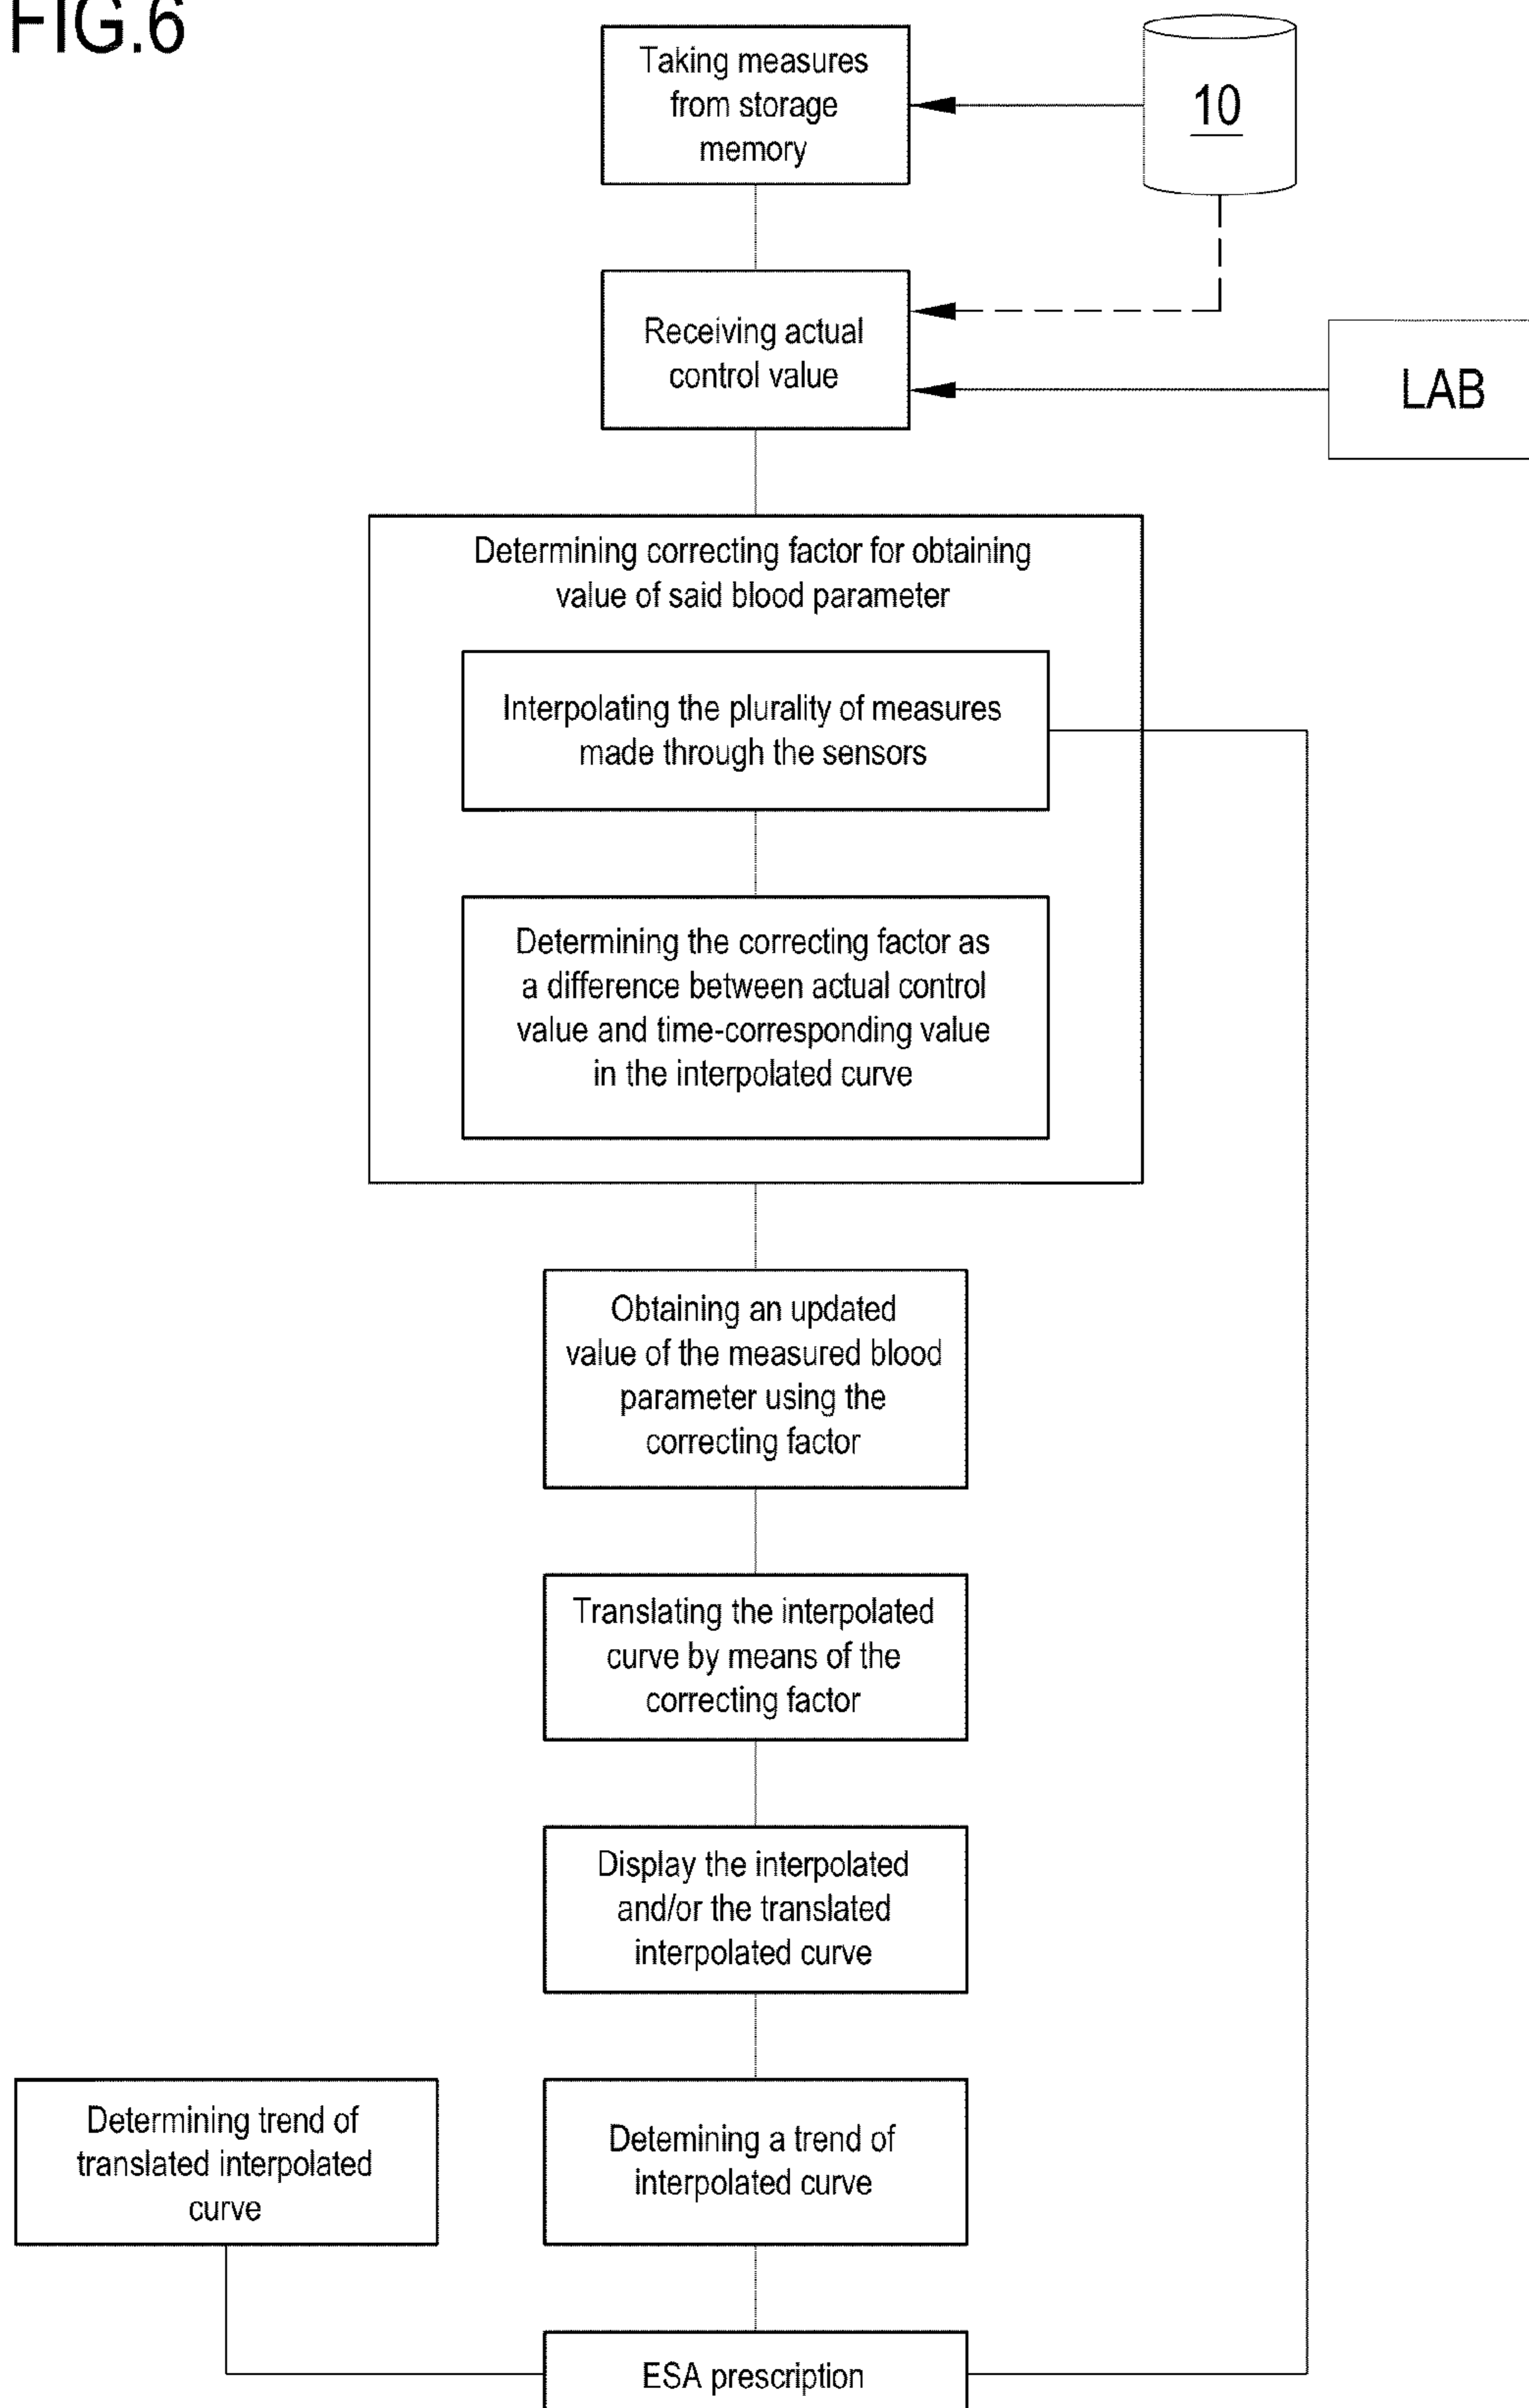 FIG.6
Taking measures
from storage
memory
10
Receiving actual
control value
LAB
Determining correcting factor for obtaining
value of said blood parameter
Interpolating the plurality of measures
made through the sensors
Determining the correcting factor as
a difference between actual control
value and time-corresponding value
in the interpolated curve
Obtaining an updated
value of the measured blood
parameter using the
correcting factor
Translating the interpolated
curve by means of the
correcting factor
Display the interpolated
and/or the translated
interpolated curve
Determining trend of
translated interpolated
curve
Detemining a trend of
interpolated curve
ESA prescription